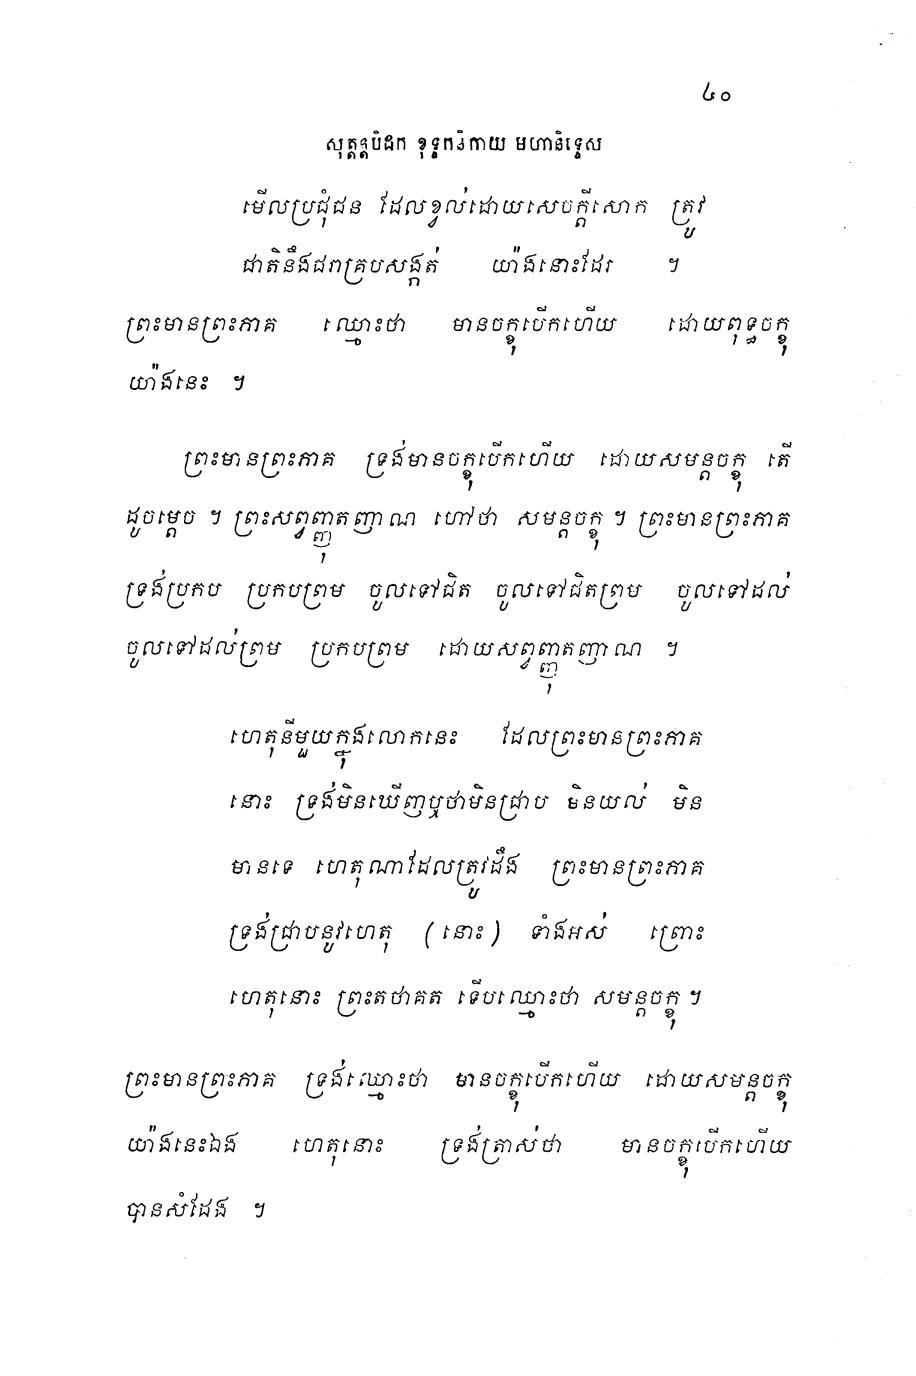 ៤០
សុត្តន្តបិដក ខុទ្ទកនិកាយ មហានិទ្ទេស
មើលប្រជុំជន ដែលខ្វល់ដោយសេចក្តីសោក ត្រូវ
ជាតិនឹងជរាគ្របសង្កត់ យ៉ាងនោះដែរ ។
ព្រះមានព្រះភាគ ឈ្មោះថា មានចក្ខុបើកហើយ ដោយពុទ្ធចក្ខុ
យ៉ាងនេះ ។
ព្រះមានព្រះភាគ ទ្រង់មានចក្ខុបើកហើយ ដោយសមន្តចក្ខុ តើ
ដូចម្តេច ។ ព្រះសព្វញ្ញុតញាណ ហៅថា សមន្តចក្ខុ ។ ព្រះមានព្រះភាគ
ទ្រង់ប្រកប ប្រកបព្រម ចូលទៅជិត ចូលទៅជិតព្រម ចូលទៅដល់
ចូលទៅដល់ព្រម ប្រកបព្រម ដោយសព្វញ្ញុតញាណ ។
ហេតុនីមួយក្នុងលោកនេះ ដែលព្រះមានព្រះភាគ
នោះ ទ្រង់មិនឃើញឬថាមិនជ្រាប មិនយល់ មិន
មានទេ ហេតុណាដែលត្រូវដឹង ព្រះមានព្រះភាគ
ទ្រង់ជ្រាបនូវហេតុ (នោះ) ទាំងអស់ ព្រោះ
ហេតុនោះ ព្រះតថាគត ទើបឈ្មោះថា សមន្តចក្ខុ ។
ព្រះមានព្រះភាគ ទ្រង់ឈ្មោះថា មានចក្ខុបើកហើយ ដោយសមន្តចក្ខុ
យ៉ាងនេះឯង ហេតុនោះ ទ្រង់ត្រាស់ថា មានចក្ខុបើកហើយ
បានសំដែង ។